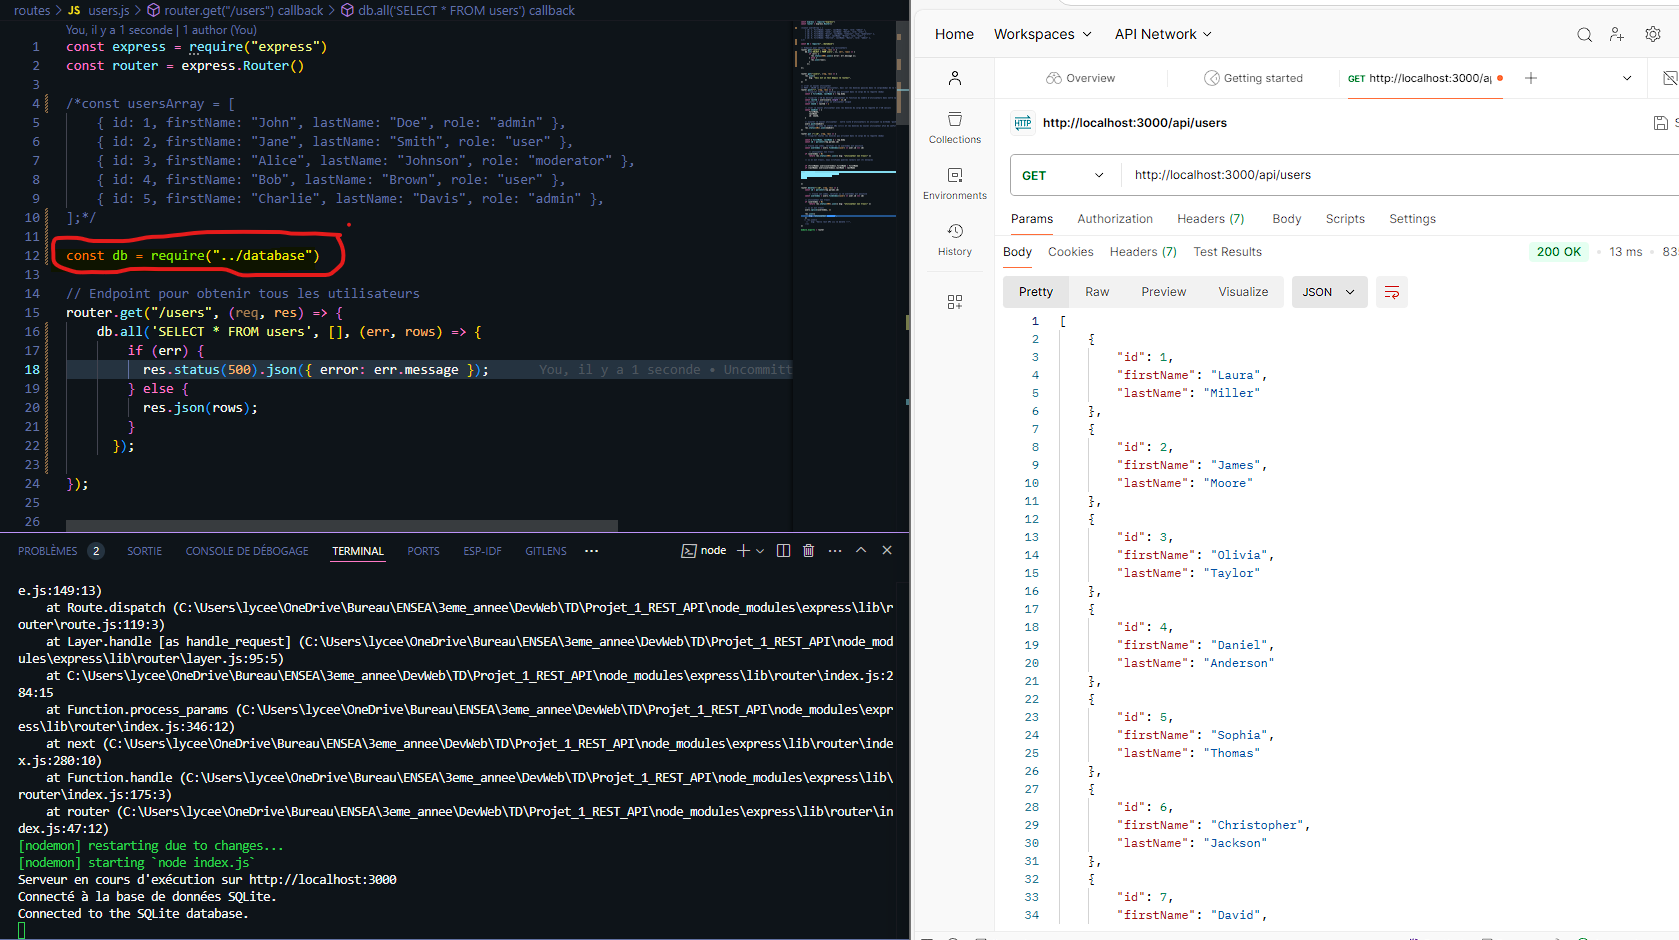 routes > JS users.js > router.get("/users") callback > db.all('SELECT * FROM users') callback
You, il y a 1 seconde | 1 author (You)
1 const express = require("express")
2 const router = express.Router()
3
4 /*const usersArray = [
5 { id: 1, firstName: "John", lastName: "Doe", role: "admin" },
6 { id: 2, firstName: "Jane", lastName: "Smith", role: "user" },
7 { id: 3, firstName: "Alice", lastName: "Johnson", role: "moderator" },
8 { id: 4, firstName: "Bob", lastName: "Brown", role: "user" },
9 { id: 5, firstName: "Charlie", lastName: "Davis", role: "admin" },
10 ];*/
11
12 const db = require("../database")
13
14 // Endpoint pour obtenir tous les utilisateurs
15 router.get("/users", (req, res) => {
16 db.all('SELECT * FROM users', [], (err, rows) => {
17 if (err) {
18 res.status(500).json({ error: err.message }); You, il y a 1 seconde • Uncommitt
19 } else {
20 res.json(rows);
21 }
22 });
23
24 });
25
26
PROBLÈMES 2 SORTIE CONSOLE DE DÉBOGAGE TERMINAL PORTS ESP-IDF GITLENS ··· node
e.js:149:13)
at Route.dispatch (C:\Users\lycee\OneDrive\Bureau\ENSEA\3eme_annee\DevWeb\TD\Projet_1_REST_API\node_modules\express\lib\r
outer\route.js:119:3)
at Layer.handle [as handle_request] (C:\Users\lycee\OneDrive\Bureau\ENSEA\3eme_annee\DevWeb\TD\Projet_1_REST_API\node_mod
ules\express\lib\router\layer.js:95:5)
at C:\Users\lycee\OneDrive\Bureau\ENSEA\3eme_annee\DevWeb\TD\Projet_1_REST_API\node_modules\express\lib\router\index.js:2
84:15
at Function.process_params (C:\Users\lycee\OneDrive\Bureau\ENSEA\3eme_annee\DevWeb\TD\Projet_1_REST_API\node_modules\expr
ess\lib\router\index.js:346:12)
at next (C:\Users\lycee\OneDrive\Bureau\ENSEA\3eme_annee\DevWeb\TD\Projet_1_REST_API\node_modules\express\lib\router\inde
x.js:280:10)
at Function.handle (C:\Users\lycee\OneDrive\Bureau\ENSEA\3eme_annee\DevWeb\TD\Projet_1_REST_API\node_modules\express\lib\
router\index.js:175:3)
at router (C:\Users\lycee\OneDrive\Bureau\ENSEA\3eme_annee\DevWeb\TD\Projet_1_REST_API\node_modules\express\lib\router\in
dex.js:47:12)
[nodemon] restarting due to changes...
[nodemon] starting `node index.js`
Serveur en cours d'exécution sur http://localhost:3000
Connecté à la base de données SQLite.
Connected to the SQLite database.
Home Workspaces API Network
Overview Getting started GET http://localhost:3000/a
Collections
Environments
History
HTTP http://localhost:3000/api/users
GET http://localhost:3000/api/users
Params Authorization Headers (7) Body Scripts Settings
Body Cookies Headers (7) Test Results 200 OK • 13 ms • 83
Pretty Raw Preview Visualize JSON
1 [
2 {
3 "id": 1,
4 "firstName": "Laura",
5 "lastName": "Miller"
6 },
7 {
8 "id": 2,
9 "firstName": "James",
10 "lastName": "Moore"
11 },
12 {
13 "id": 3,
14 "firstName": "Olivia",
15 "lastName": "Taylor"
16 },
17 {
18 "id": 4,
19 "firstName": "Daniel",
20 "lastName": "Anderson"
21 },
22 {
23 "id": 5,
24 "firstName": "Sophia",
25 "lastName": "Thomas"
26 },
27 {
28 "id": 6,
29 "firstName": "Christopher",
30 "lastName": "Jackson"
31 },
32 {
33 "id": 7,
34 "firstName": "David",